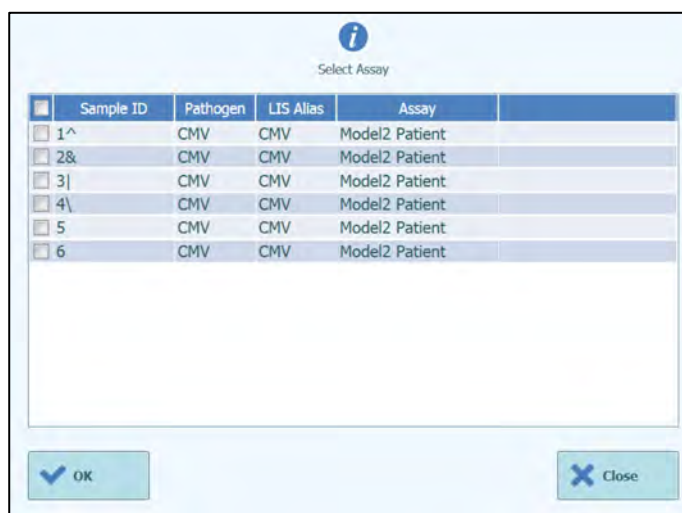 Select Assay
Sample ID Pathogen LIS Alias Assay
1^ CMV CMV Model2 Patient
2& CMV CMV Model2 Patient
3| CMV CMV Model2 Patient
4\ CMV CMV Model2 Patient
5 CMV CMV Model2 Patient
6 CMV CMV Model2 Patient
OK Close